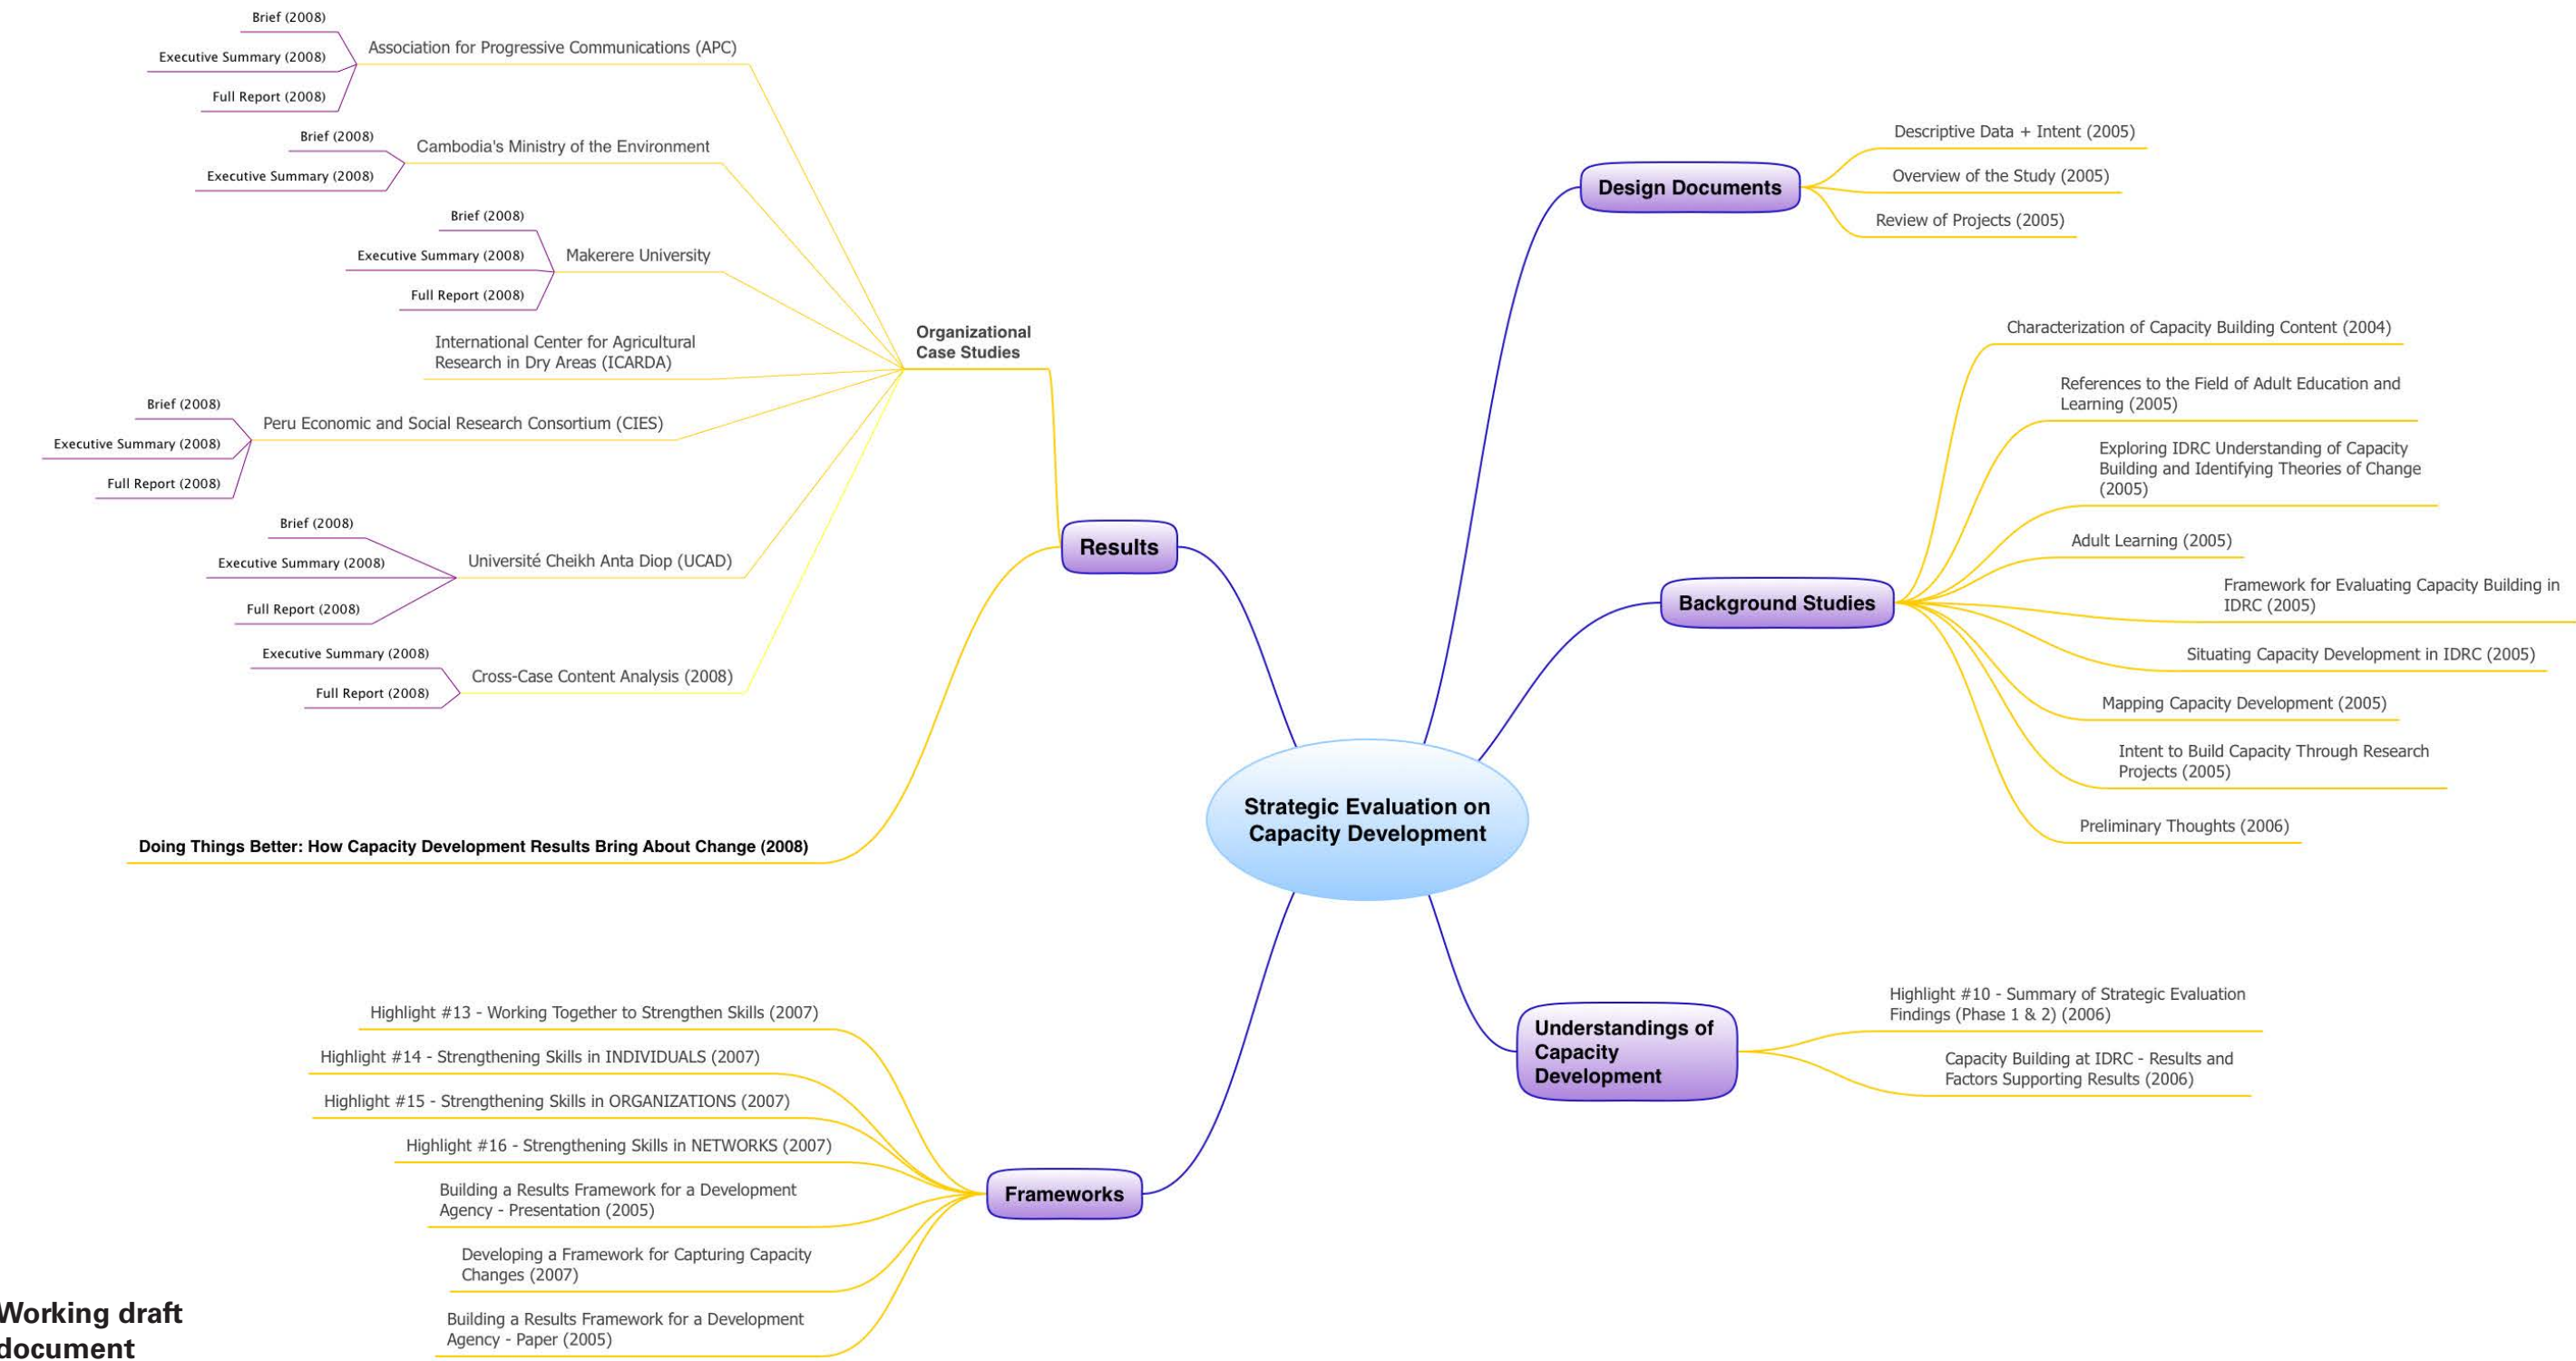 Brief (2008)
Executive Summary (2008)
Full Report (2008)
Association for Progressive Communications (APC)
Brief (2008)
Executive Summary (2008)
Cambodia's Ministry of the Environment
Brief (2008)
Executive Summary (2008)
Full Report (2008)
Makerere University
International Center for Agricultural
Research in Dry Areas (ICARDA)
Brief (2008)
Executive Summary (2008)
Full Report (2008)
Peru Economic and Social Research Consortium (CIES)
Brief (2008)
Executive Summary (2008)
Full Report (2008)
Université Cheikh Anta Diop (UCAD)
Executive Summary (2008)
Full Report (2008)
Cross-Case Content Analysis (2008)
Organizational
Case Studies
Doing Things Better: How Capacity Development Results Bring About Change (2008)
Results
Design Documents
Descriptive Data + Intent (2005)
Overview of the Study (2005)
Review of Projects (2005)
Background Studies
Characterization of Capacity Building Content (2004)
References to the Field of Adult Education and
Learning (2005)
Exploring IDRC Understanding of Capacity
Building and Identifying Theories of Change
(2005)
Adult Learning (2005)
Framework for Evaluating Capacity Building in
IDRC (2005)
Situating Capacity Development in IDRC (2005)
Mapping Capacity Development (2005)
Intent to Build Capacity Through Research
Projects (2005)
Preliminary Thoughts (2006)
Strategic Evaluation on
Capacity Development
Understandings of
Capacity
Development
Highlight #10 - Summary of Strategic Evaluation
Findings (Phase 1 & 2) (2006)
Capacity Building at IDRC - Results and
Factors Supporting Results (2006)
Frameworks
Highlight #13 - Working Together to Strengthen Skills (2007)
Highlight #14 - Strengthening Skills in INDIVIDUALS (2007)
Highlight #15 - Strengthening Skills in ORGANIZATIONS (2007)
Highlight #16 - Strengthening Skills in NETWORKS (2007)
Building a Results Framework for a Development
Agency - Presentation (2005)
Developing a Framework for Capturing Capacity
Changes (2007)
Building a Results Framework for a Development
Agency - Paper (2005)
Working draft
document